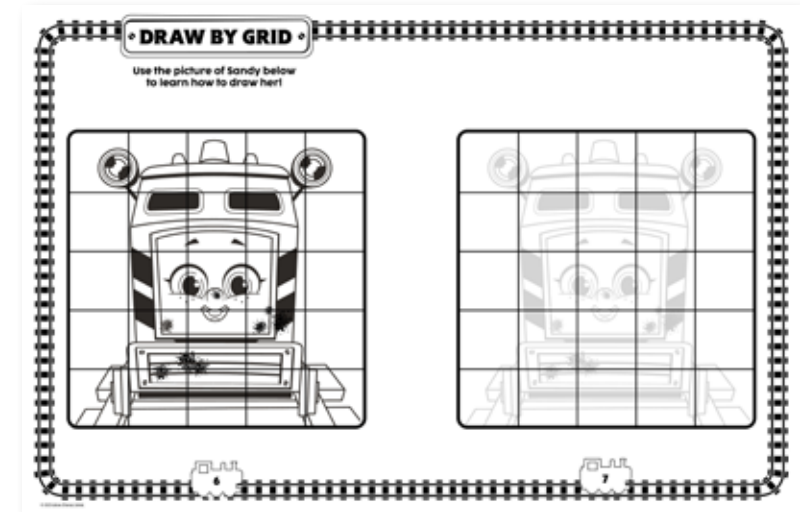 DRAW BY GRID
Use the picture of Sandy below
to learn how to draw her!
6
7